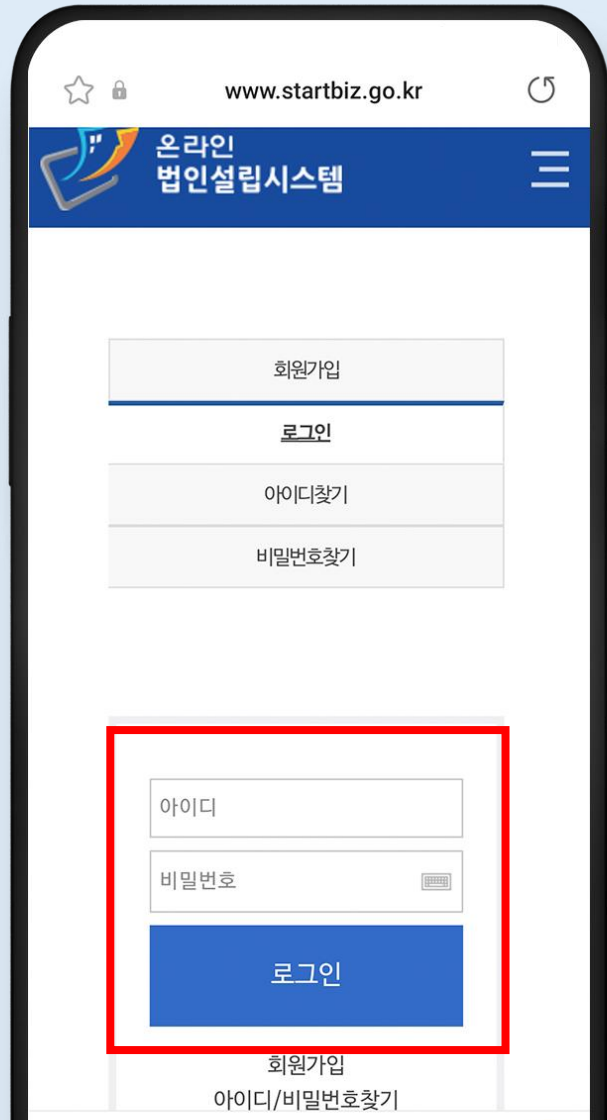 www.startbiz.go.kr
온라인
법인설립시스템
회원가입
로그인
아이디찾기
비밀번호찾기
아이디
비밀번호
로그인
회원가입
아이디/비밀번호찾기